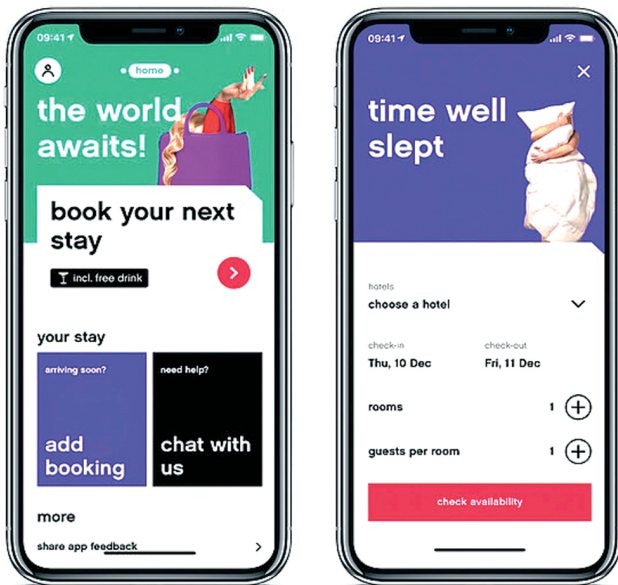 09:41
home
the world
awaits!
book your next
stay
incl. free drink
your stay
arriving soon?
add
booking
need help?
chat with
us
more
share app feedback
09:41
time well
slept
hotels
choose a hotel
check-in
Thu, 10 Dec
check-out
Fri, 11 Dec
rooms
1
guests per room
1
check availability